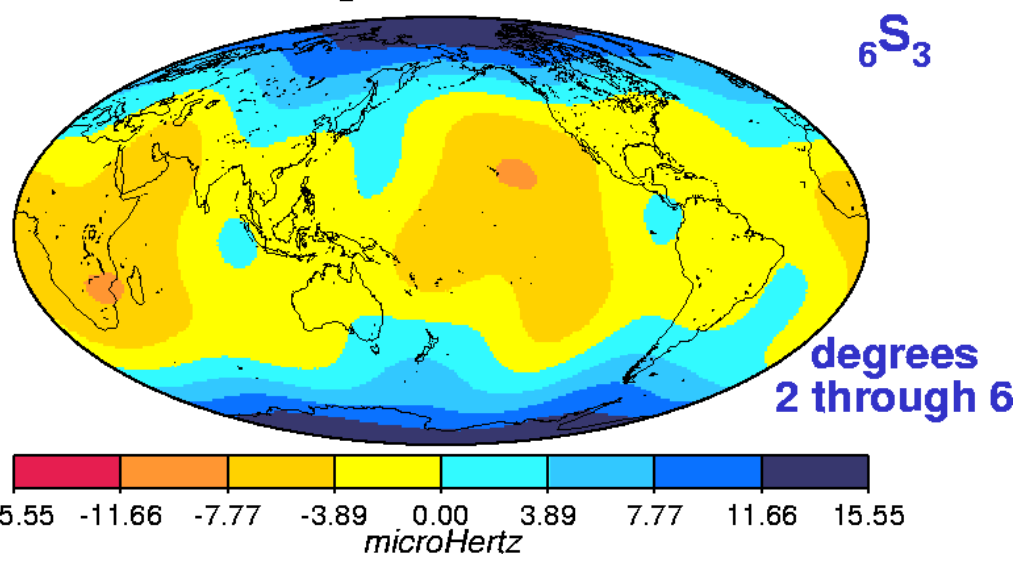 ₆S₃
degrees
2 through 6
5.55 -11.66 -7.77 -3.89 0.00 3.89 7.77 11.66 15.55
microHertz